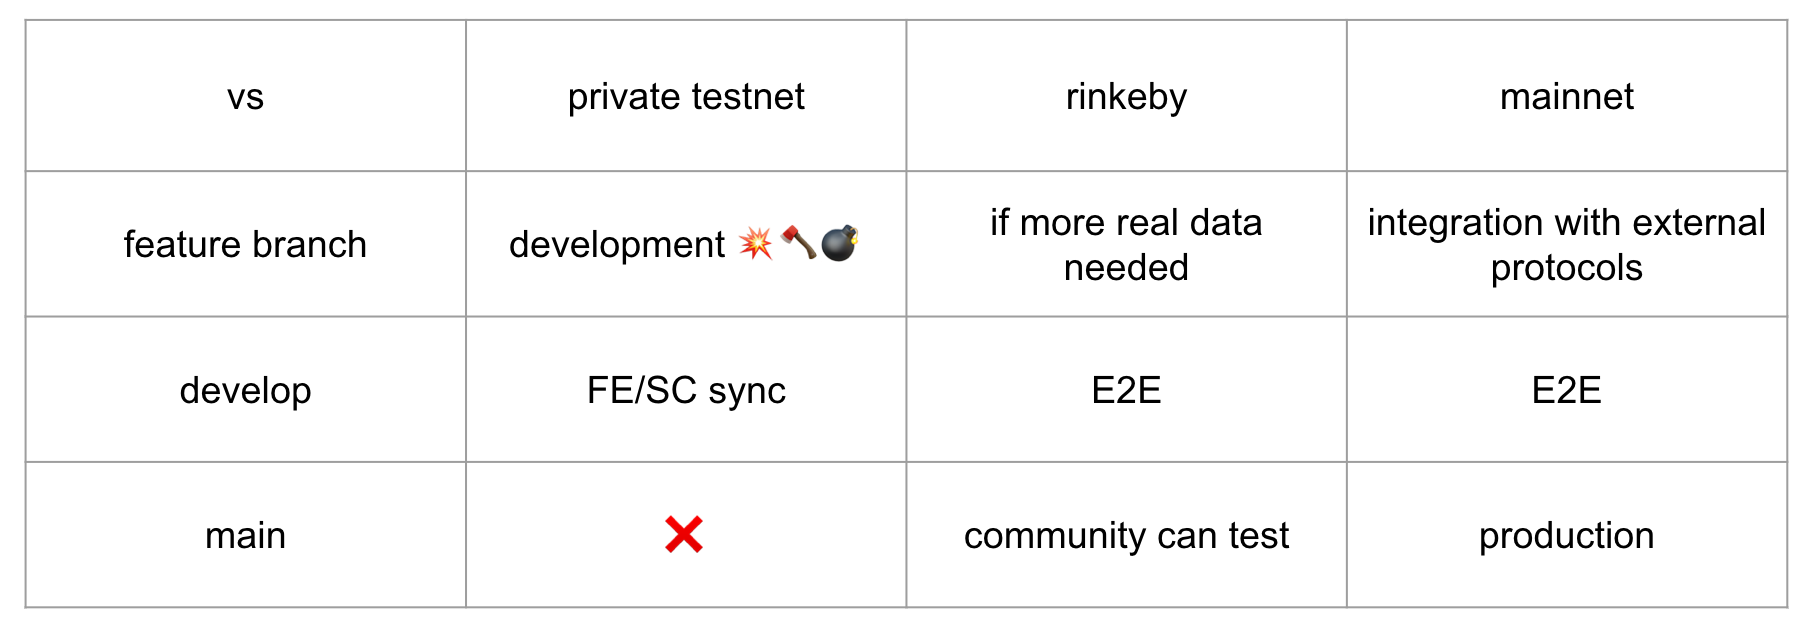 vs
private testnet
rinkeby
mainnet
feature branch
development 💥🪓💣
if more real data
needed
integration with external
protocols
develop
FE/SC sync
E2E
E2E
main
❌
community can test
production